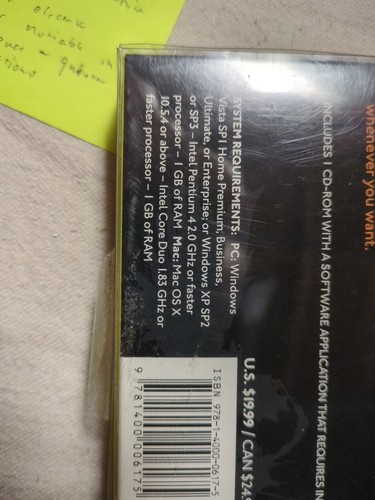 whenever you want.
INCLUDES 1 CD-ROM WITH A SOFTWARE APPLICATION THAT REQUIRES
SYSTEM REQUIREMENTS: PC: Windows
Vista SP1 Home Premium, Business,
Ultimate, or Enterprise; or Windows XP SP2
or SP3 – Intel Pentium 4 2.0 GHz or faster
processor – 1 GB of RAM Mac: Mac OS X
10.5.4 or above – Intel Core Duo 1.83 GHz or
faster processor – 1 GB of RAM
U.S. $19.99 / CAN $24.
ISBN 978-1-4000-0617-5
9 781400 006175